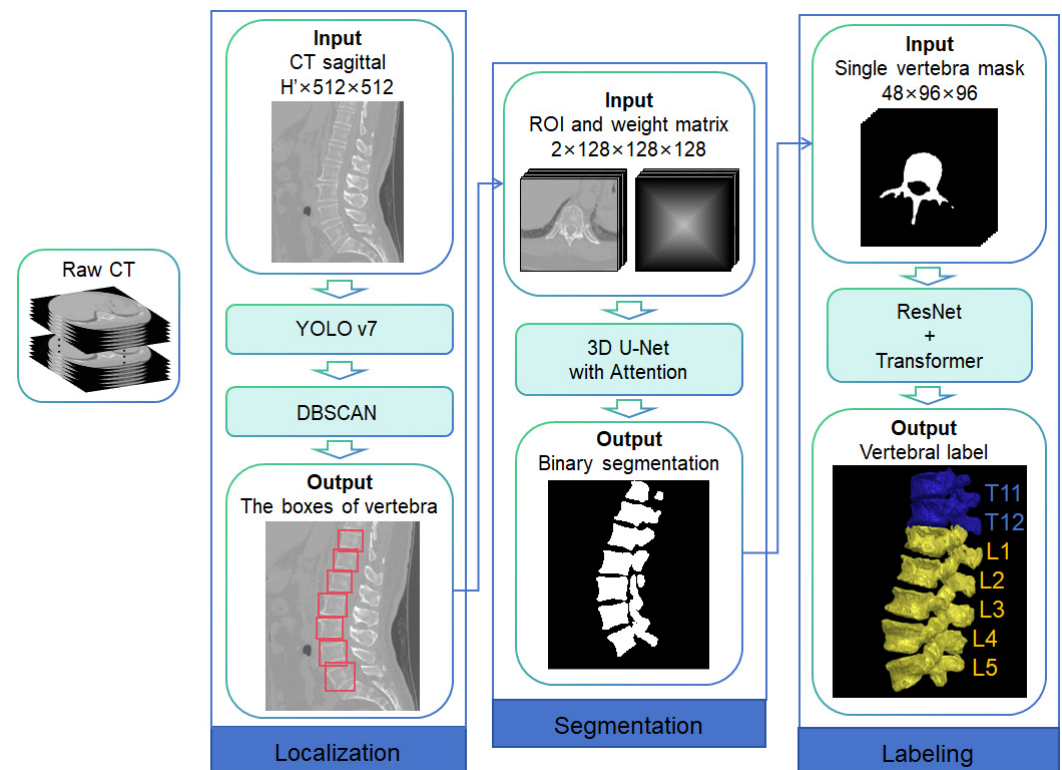 Raw CT
Input
CT sagittal
H'×512×512
YOLO v7
DBSCAN
Output
The boxes of vertebra
Localization
Input
ROI and weight matrix
2×128×128×128
3D U-Net
with Attention
Output
Binary segmentation
Segmentation
Input
Single vertebra mask
48×96×96
ResNet
+
Transformer
Output
Vertebral label
T11
T12
L1
L2
L3
L4
L5
Labeling